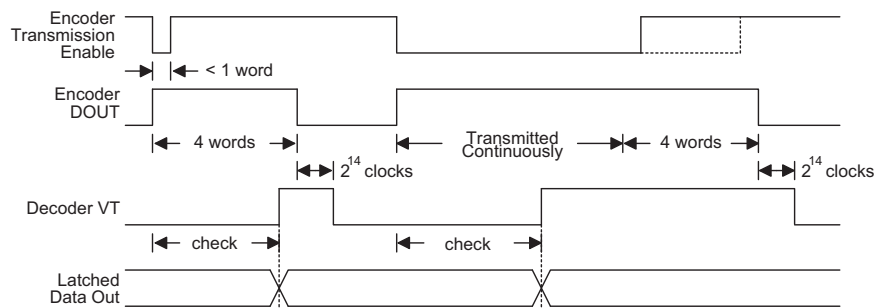 Encoder
Transmission
Enable
< 1 word
Encoder
DOUT
4 words
Transmitted
Continuously
4 words
2^14 clocks
2^14 clocks
Decoder VT
check
check
Latched
Data Out